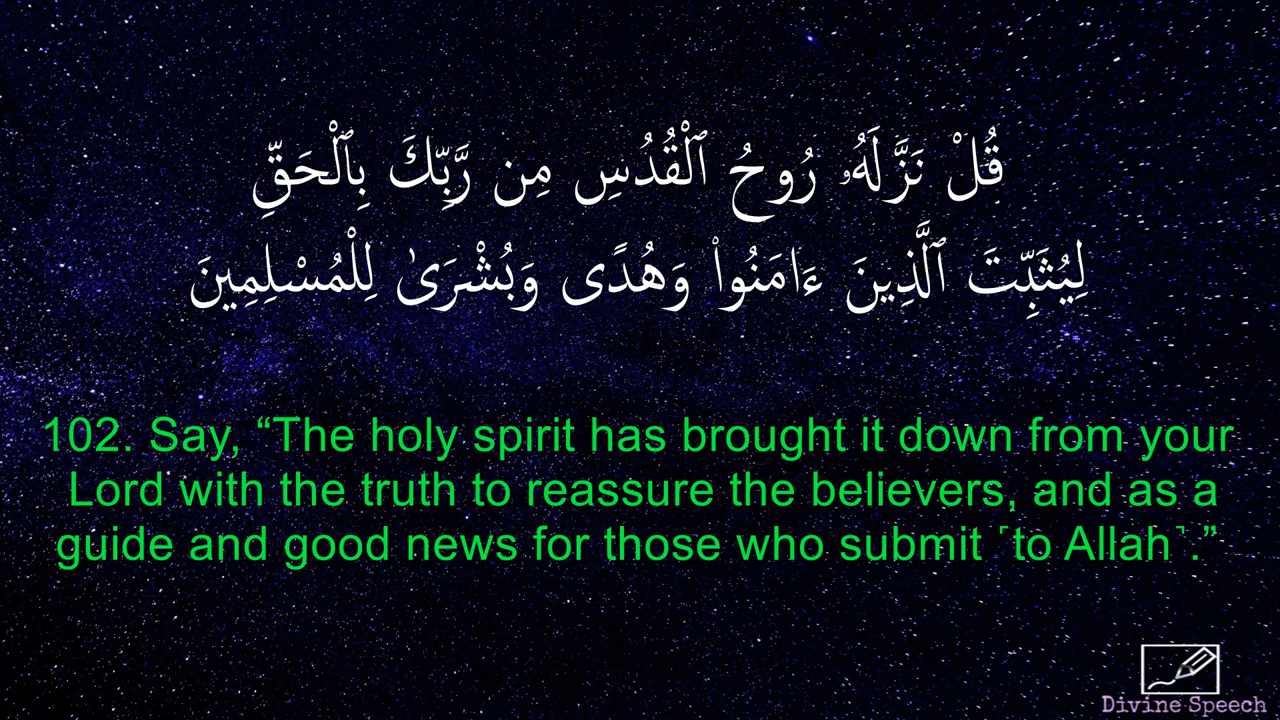 قُلْ نَزَّلَهُۥ رُوحُ ٱلْقُدُسِ مِن رَّبِّكَ بِٱلْحَقِّ
لِيُثَبِّتَ ٱلَّذِينَ ءَامَنُوا۟ وَهُدًى وَبُشْرَىٰ لِلْمُسْلِمِينَ
102. Say, “The holy spirit has brought it down from your
Lord with the truth to reassure the believers, and as a
guide and good news for those who submit ˹to Allah˺.”
Divine Speech